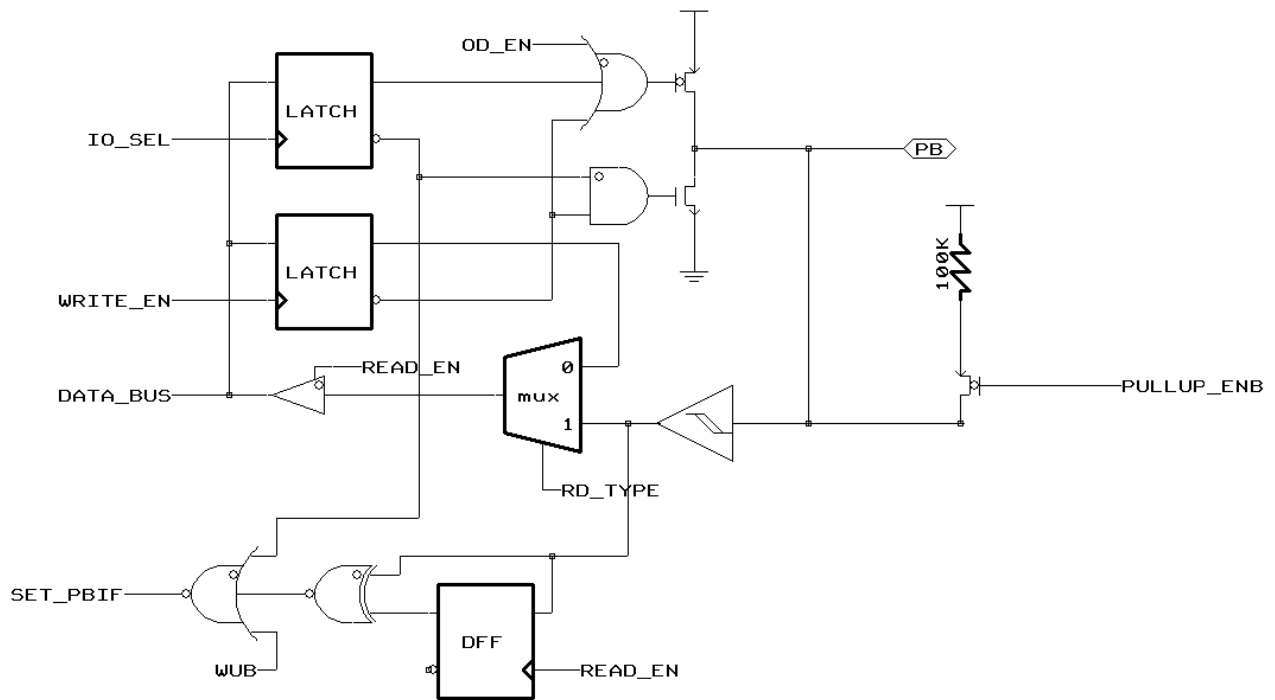 OD_EN
LATCH
IO_SEL
PB
LATCH
100K
WRITE_EN
READ_EN
0
DATA_BUS
mux
PULLUP_ENB
1
RD_TYPE
SET_PBIF
DFF
WUB
READ_EN